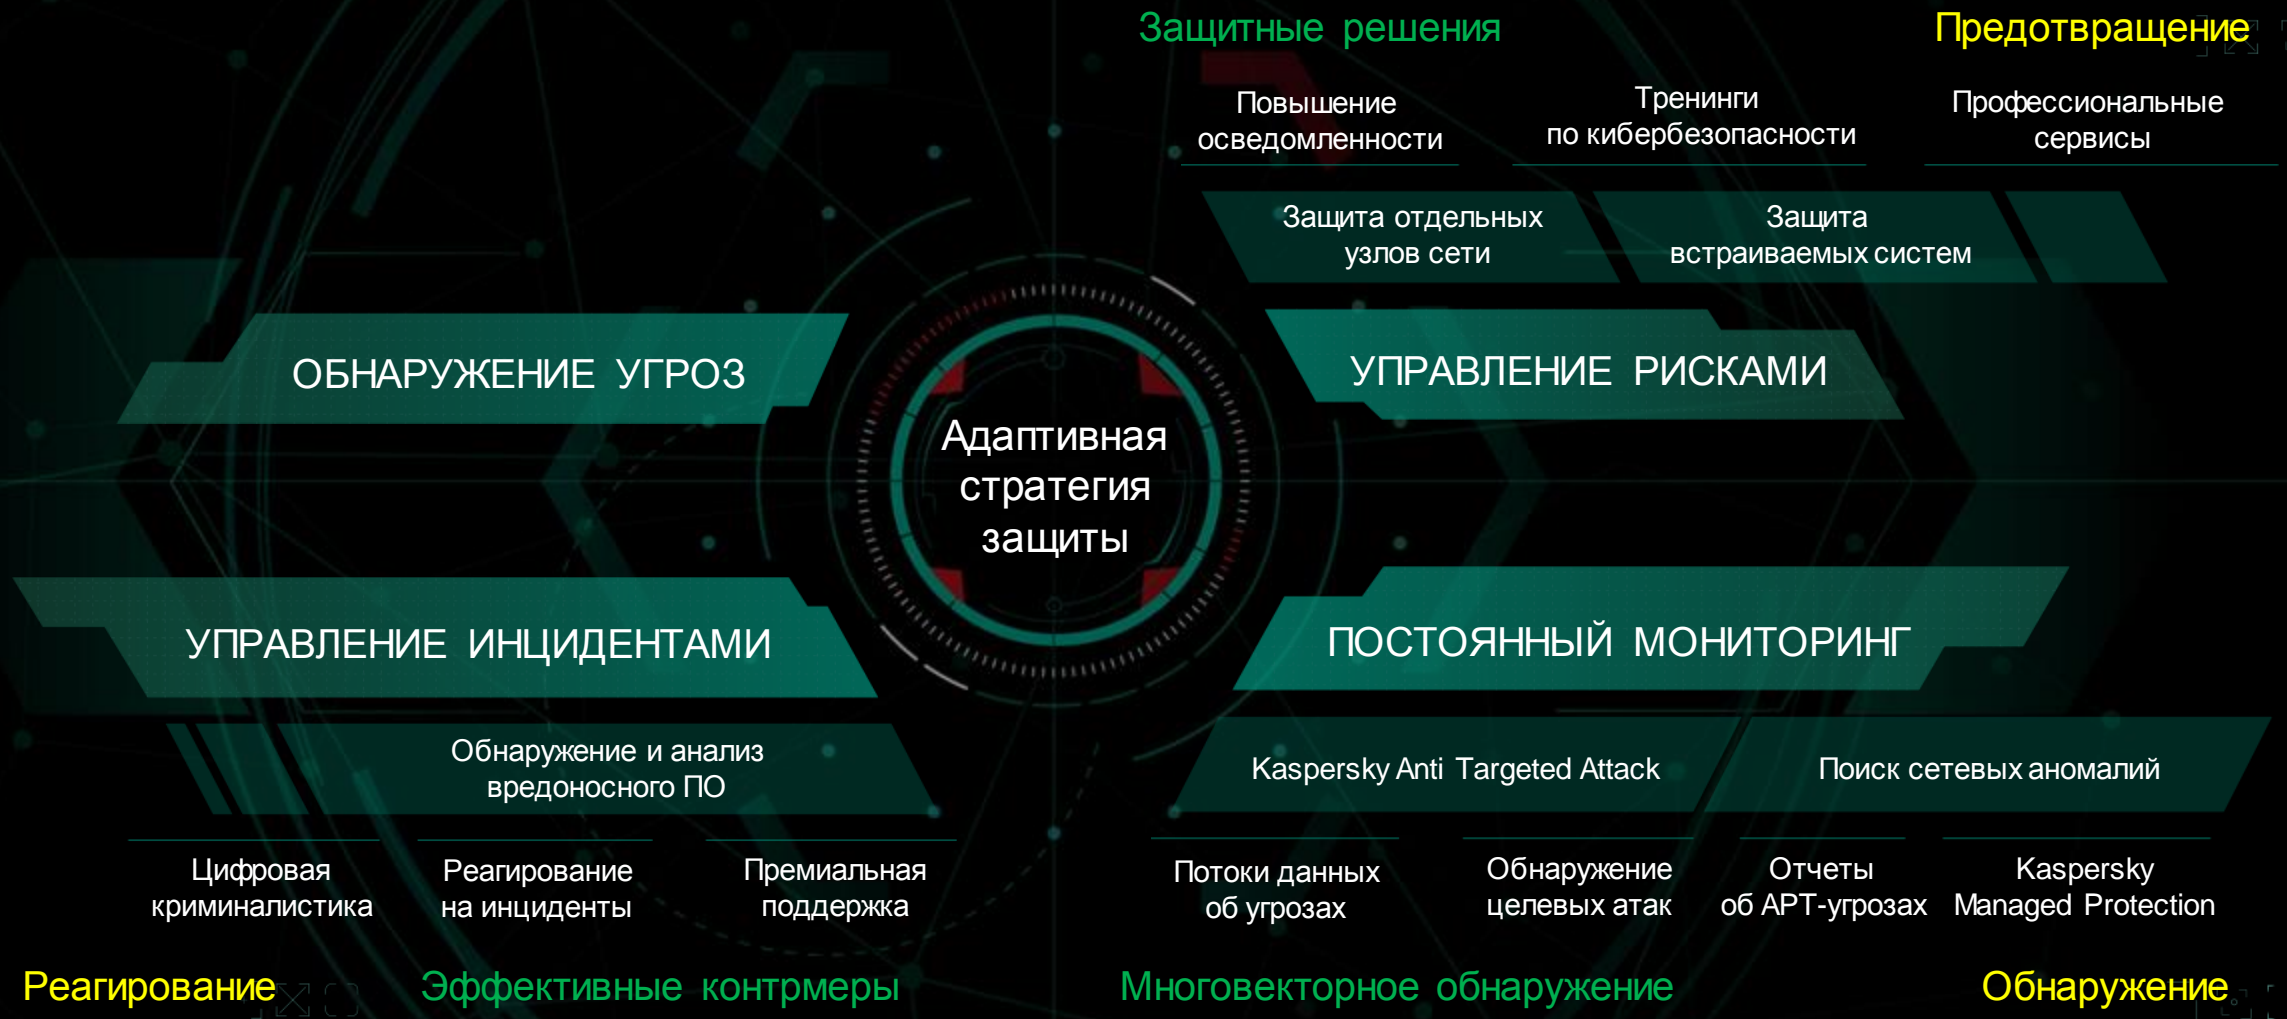 Защитные решения
Предотвращение
Повышение
осведомленности
Тренинги
по кибербезопасности
Профессиональные
сервисы
Защита отдельных
узлов сети
Защита
встраиваемых систем
ОБНАРУЖЕНИЕ УГРОЗ
УПРАВЛЕНИЕ РИСКАМИ
Адаптивная
стратегия
защиты
УПРАВЛЕНИЕ ИНЦИДЕНТАМИ
ПОСТОЯННЫЙ МОНИТОРИНГ
Обнаружение и анализ
вредоносного ПО
Kaspersky Anti Targeted Attack
Поиск сетевых аномалий
Цифровая
криминалистика
Реагирование
на инциденты
Премиальная
поддержка
Потоки данных
об угрозах
Обнаружение
целевых атак
Отчеты
об APT-угрозах
Kaspersky
Managed Protection
Реагирование
Эффективные контрмеры
Многовекторное обнаружение
Обнаружение